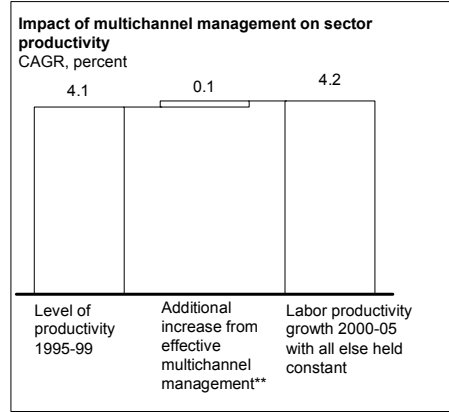 Impact of multichannel management on sector
productivity
CAGR, percent
4.1
0.1
4.2
Level of
productivity
1995-99
Additional
increase from
effective
multichannel
management**
Labor productivity
growth 2000-05
with all else held
constant